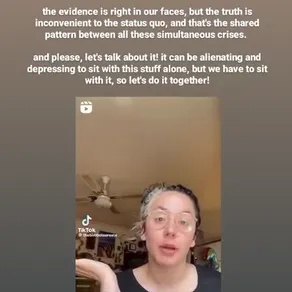 the evidence is right in our faces, but the truth is
inconvenient to the status quo, and that's the shared
pattern between all these simultaneous crises.
and please, let's talk about it! it can be alienating and
depressing to sit with this stuff alone, but we have to sit
with it, so let's do it together!
TikTok